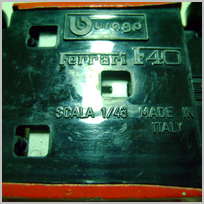 burago
Ferrari F40
SCALA 1/43 MADE IN
ITALY